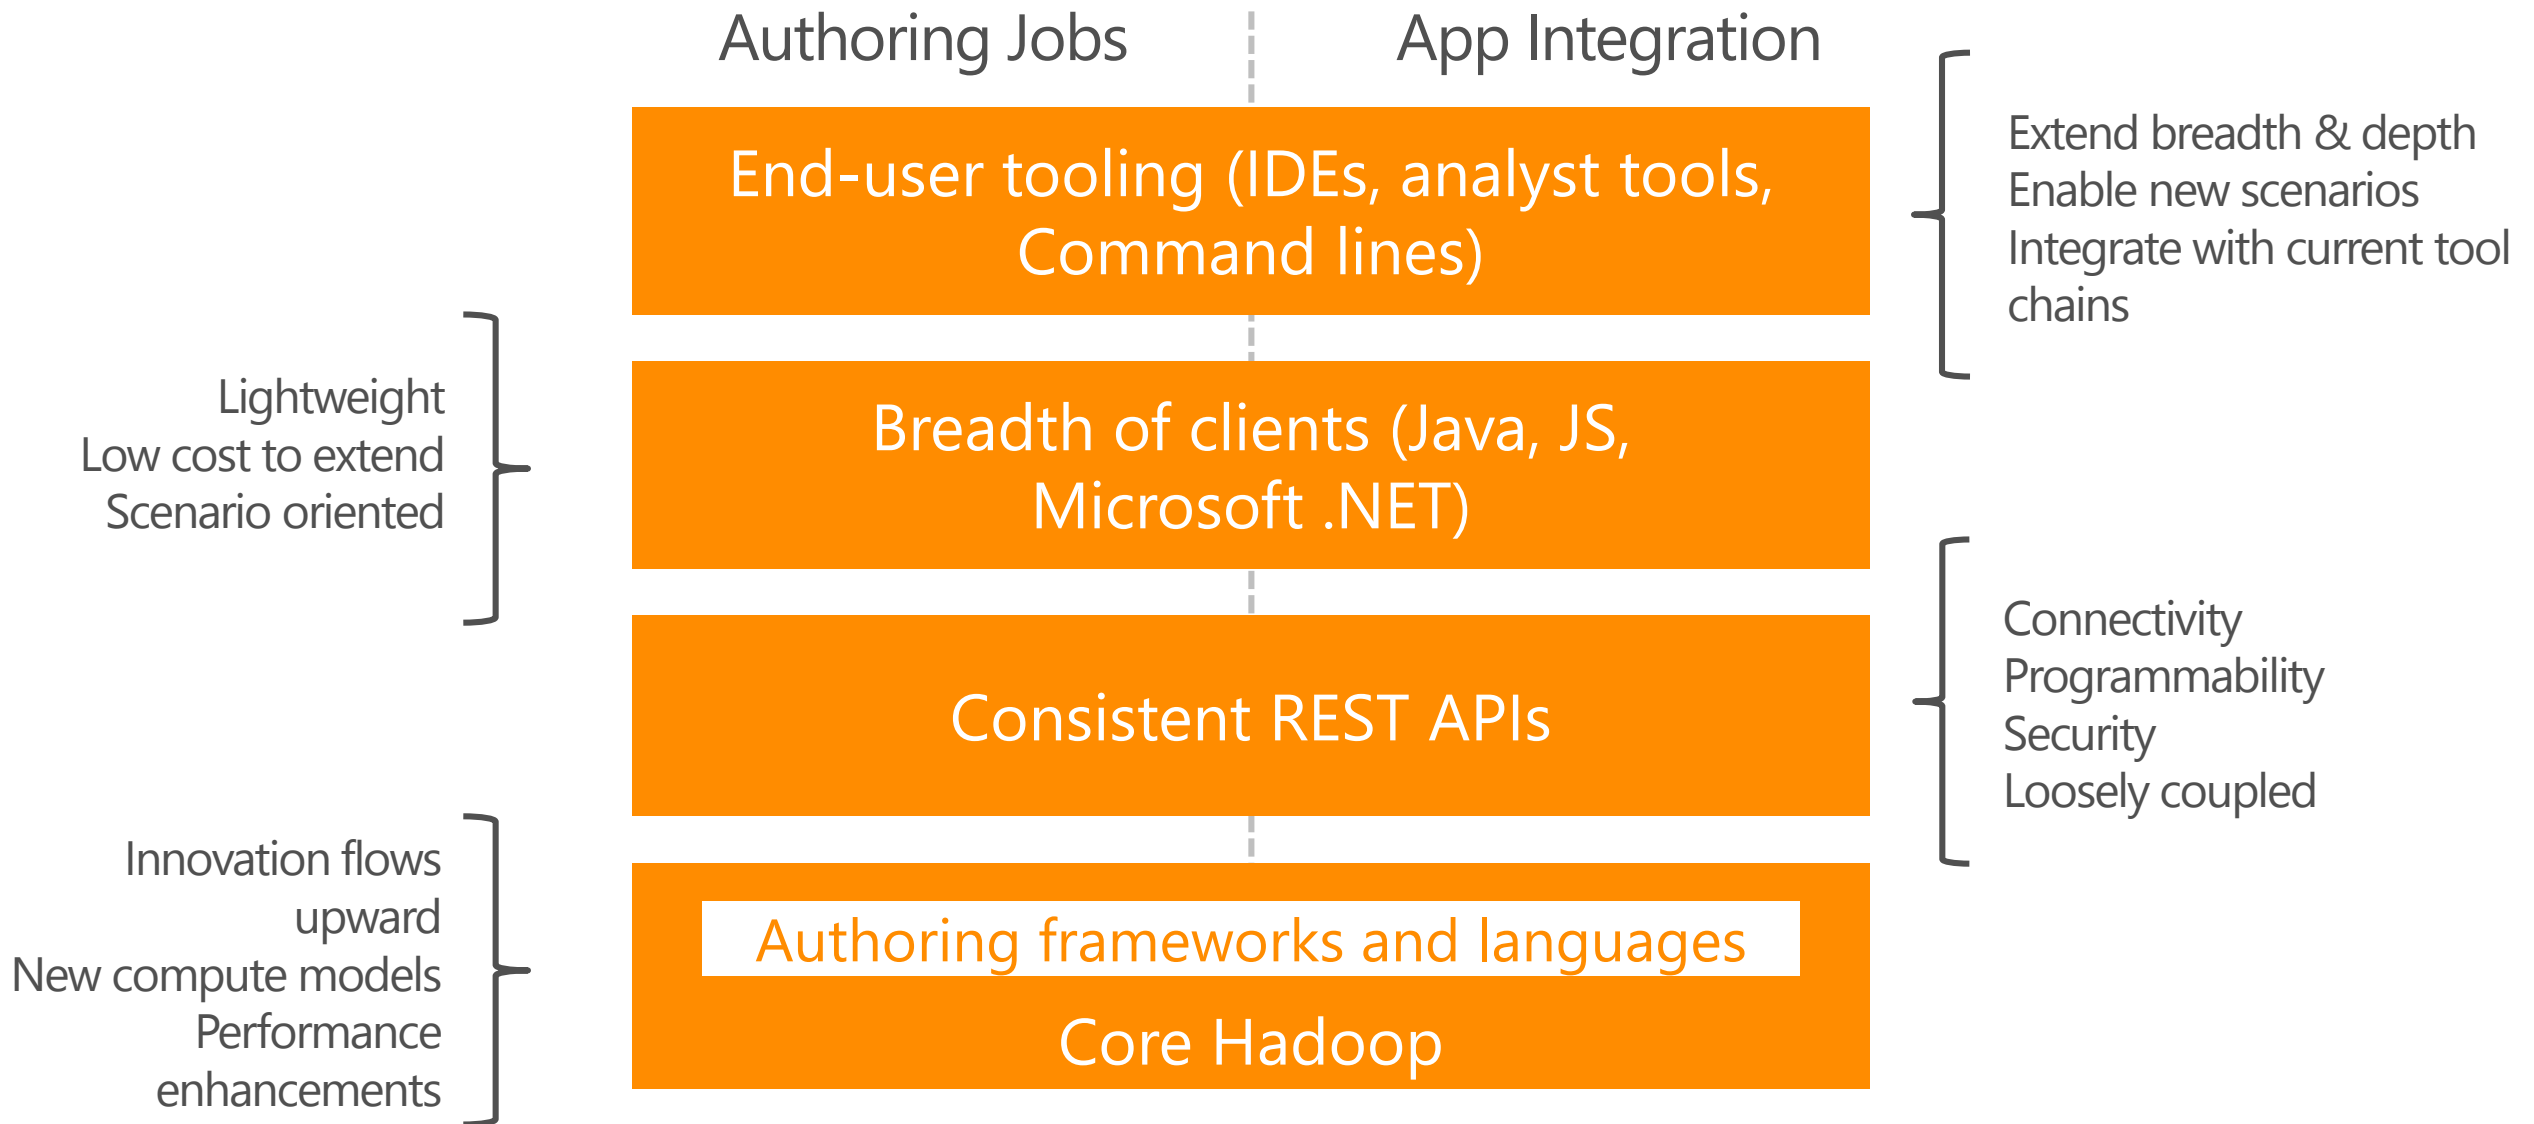 Authoring Jobs
App Integration
End-user tooling (IDEs, analyst tools,
Command lines)
Extend breadth & depth
Enable new scenarios
Integrate with current tool
chains
Lightweight
Low cost to extend
Scenario oriented
Breadth of clients (Java, JS,
Microsoft .NET)
Consistent REST APIs
Connectivity
Programmability
Security
Loosely coupled
Innovation flows
upward
New compute models
Performance
enhancements
Authoring frameworks and languages
Core Hadoop